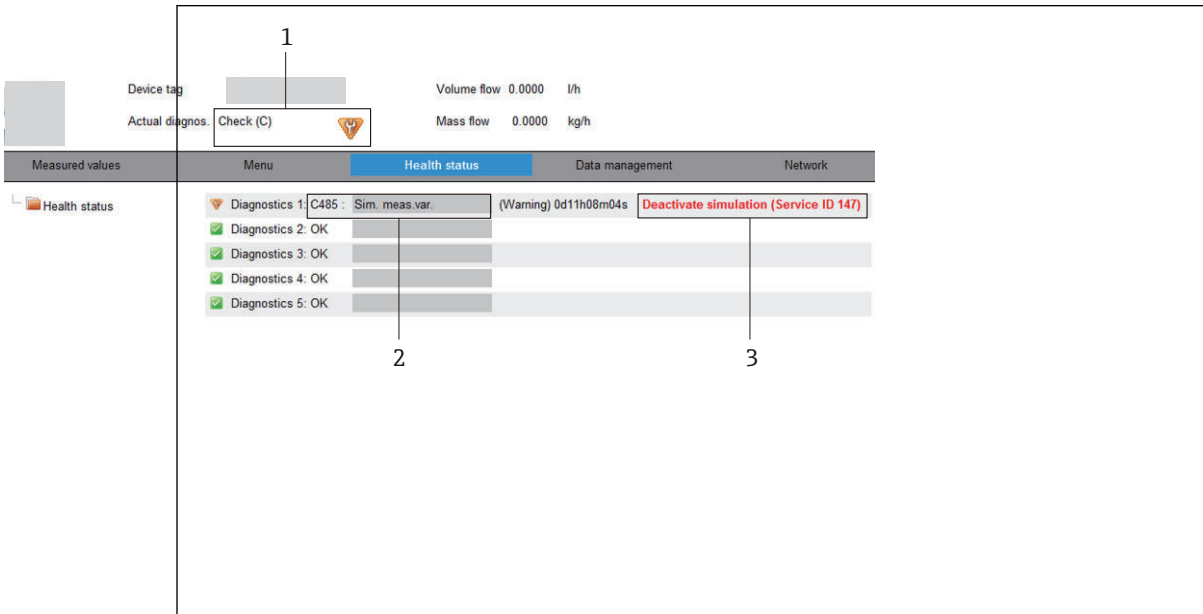 1
Device tag Volume flow 0.0000 l/h
Actual diagnos. Check (C) Mass flow 0.0000 kg/h
Measured values Menu Health status Data management Network
Health status Diagnostics 1: C485 : Sim. meas.var. (Warning) 0d11h08m04s Deactivate simulation (Service ID 147)
Diagnostics 2: OK
Diagnostics 3: OK
Diagnostics 4: OK
Diagnostics 5: OK
2 3